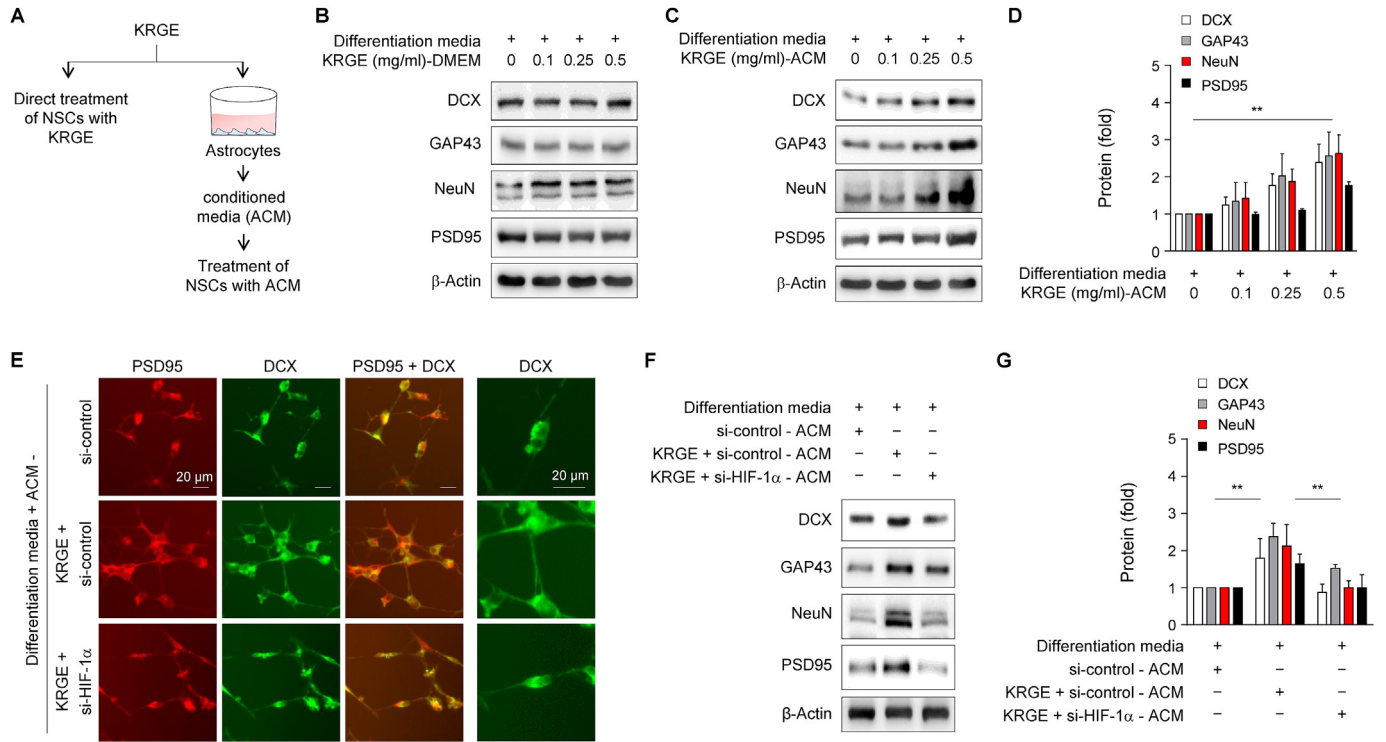 A
KRGE
Direct treatment
of NSCs with
KRGE
Astrocytes
conditioned
media (ACM)
Treatment of
NSCs with ACM
B
Differentiation media + + + +
KRGE (mg/ml)-DMEM 0 0.1 0.25 0.5
DCX
GAP43
NeuN
PSD95
β-Actin
C
Differentiation media + + + +
KRGE (mg/ml)-ACM 0 0.1 0.25 0.5
DCX
GAP43
NeuN
PSD95
β-Actin
D
DCX
GAP43
NeuN
PSD95
**
Protein (fold)
5
4
3
2
1
0
Differentiation media + + + +
KRGE (mg/ml)-ACM 0 0.1 0.25 0.5
E
PSD95 DCX PSD95 + DCX DCX
Differentiation media + ACM -
si-control
20 μm 20 μm
KRGE +
si-control
KRGE +
si-HIF-1α
F
Differentiation media + + +
si-control - ACM + − −
KRGE + si-control - ACM − + −
KRGE + si-HIF-1α - ACM − − +
DCX
GAP43
NeuN
PSD95
β-Actin
G
DCX
GAP43
NeuN
PSD95
** **
Protein (fold)
5
4
3
2
1
0
Differentiation media + + +
si-control - ACM + − −
KRGE + si-control - ACM − + −
KRGE + si-HIF-1α - ACM − − +